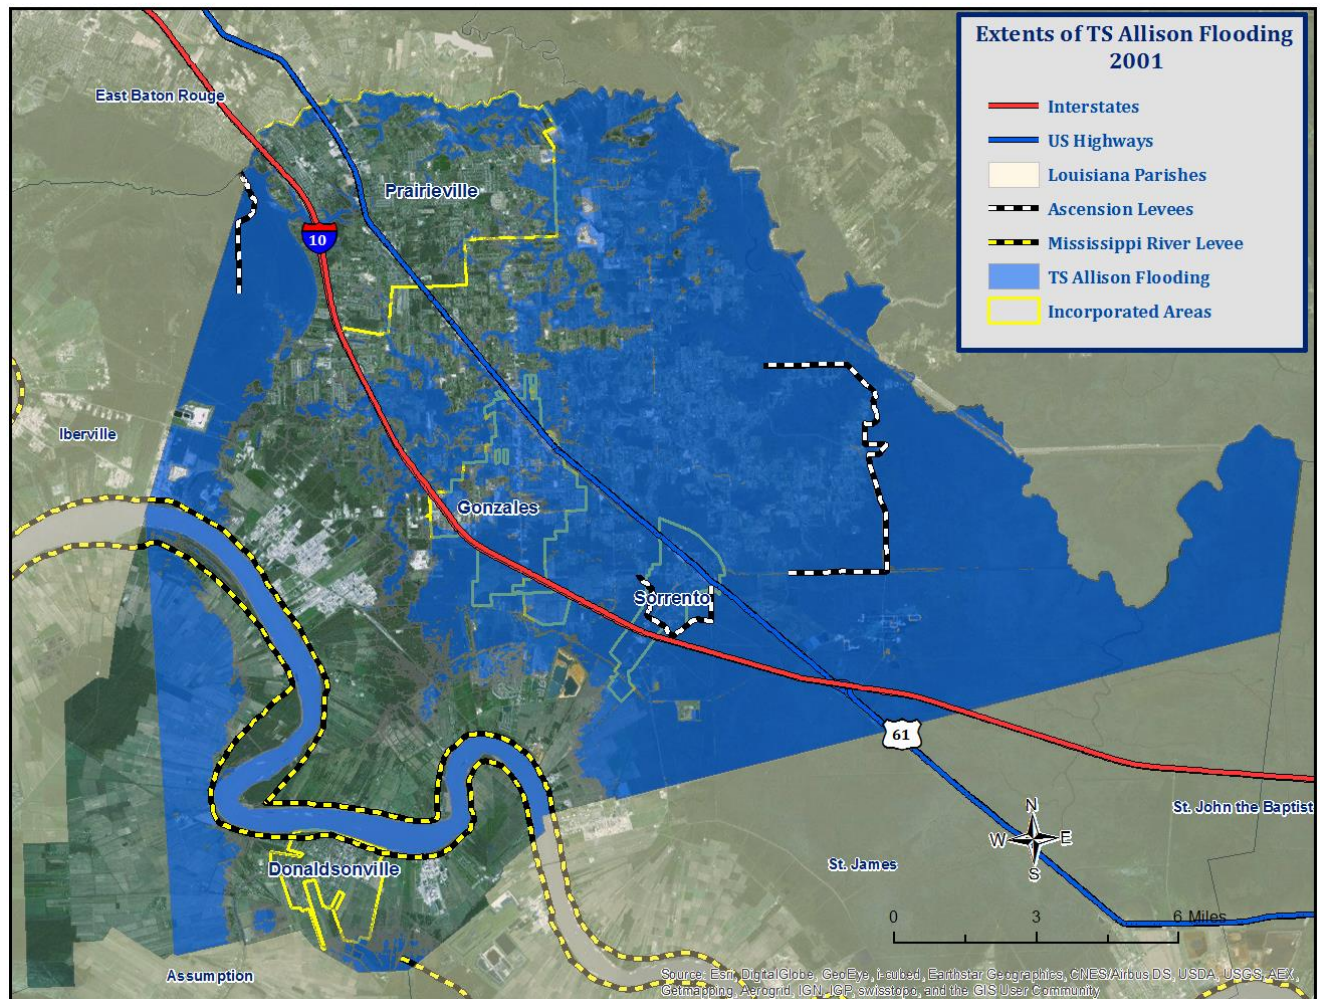 Extents of TS Allison Flooding
2001
Interstates
US Highways
Louisiana Parishes
Ascension Levees
Mississippi River Levee
TS Allison Flooding
Incorporated Areas
East Baton Rouge
Prairieville
10
Iberville
Gonzales
Sorrento
61
N
W E
S
St. John the Baptist
St. James
Donaldsonville
0 3 6 Miles
Assumption
Source: Esri, DigitalGlobe, GeoEye, i-cubed, Earthstar Geographics, CNES/Airbus DS, USDA, USGS, AEX,
Getmapping, Aerogrid, IGN, IGP, swisstopo, and the GIS User Community